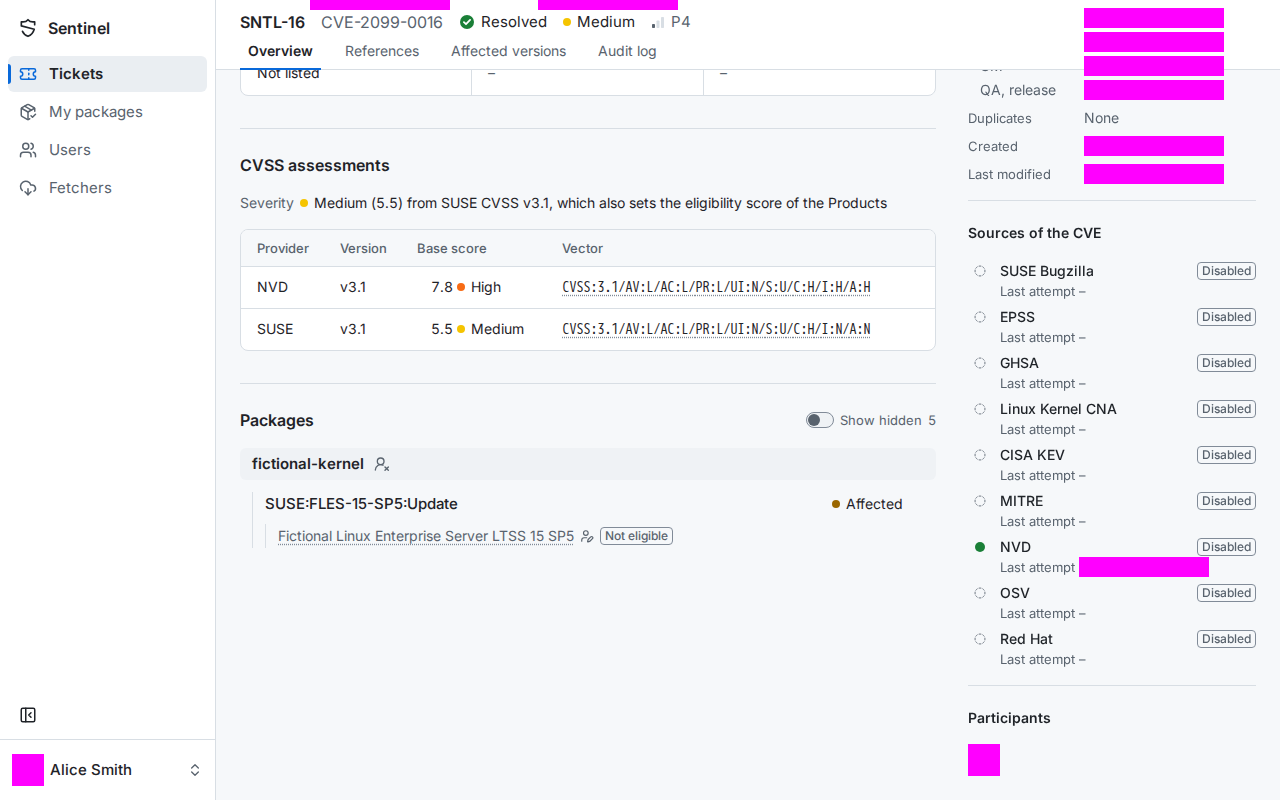 Sentinel
Tickets
My packages
Users
Fetchers
Alice Smith
SNTL-16 CVE-2099-0016 Resolved Medium P4
Overview References Affected versions Audit log
Not listed – –
CVSS assessments
Severity Medium (5.5) from SUSE CVSS v3.1, which also sets the eligibility score of the Products
Provider Version Base score Vector
NVD v3.1 7.8 High CVSS:3.1/AV:L/AC:L/PR:L/UI:N/S:U/C:H/I:H/A:H
SUSE v3.1 5.5 Medium CVSS:3.1/AV:L/AC:L/PR:L/UI:N/S:U/C:H/I:N/A:N
Packages Show hidden 5
fictional-kernel
SUSE:FLES-15-SP5:Update Affected
Fictional Linux Enterprise Server LTSS 15 SP5 Not eligible
QA, release
Duplicates None
Created
Last modified
Sources of the CVE
SUSE Bugzilla Disabled
Last attempt –
EPSS Disabled
Last attempt –
GHSA Disabled
Last attempt –
Linux Kernel CNA Disabled
Last attempt –
CISA KEV Disabled
Last attempt –
MITRE Disabled
Last attempt –
NVD Disabled
Last attempt
OSV Disabled
Last attempt –
Red Hat Disabled
Last attempt –
Participants